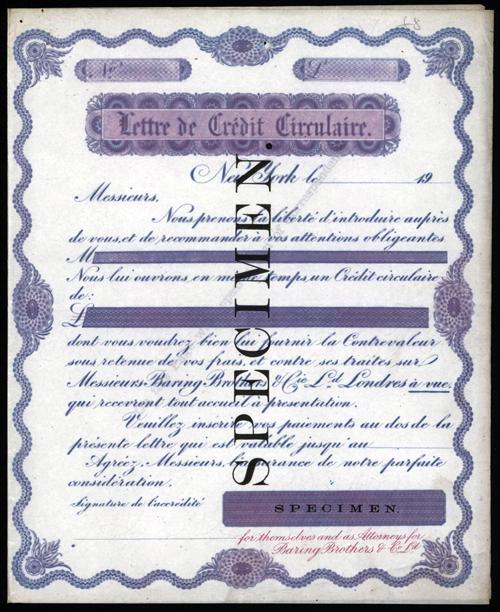 £8
No.
£
Lettre de Crédit Circulaire.
New York le 19
Messieurs,
Nous prenons la liberté d'introduire auprès
de vous, et de recommander à vos attentions obligeantes
M
Nous lui ouvrons, en même temps, un Crédit circulaire
de:
£
dont vous voudrez bien lui fournir la Contrevaleur
sous retenue de vos frais, et contre ses traites sur
Messieurs Baring Brothers & Cie Ld Londres à vue,
qui recevront tout accueil à présentation.
Veuillez inscrire vos paiements au dos de la
présente lettre qui est valable jusqu'au
Agréez, Messieurs, l'assurance de notre parfaite
considération.
Signature de l'accrédité
SPECIMEN.
for themselves and as Attorneys for
Baring Brothers & Co. Ld
SPECIMEN.